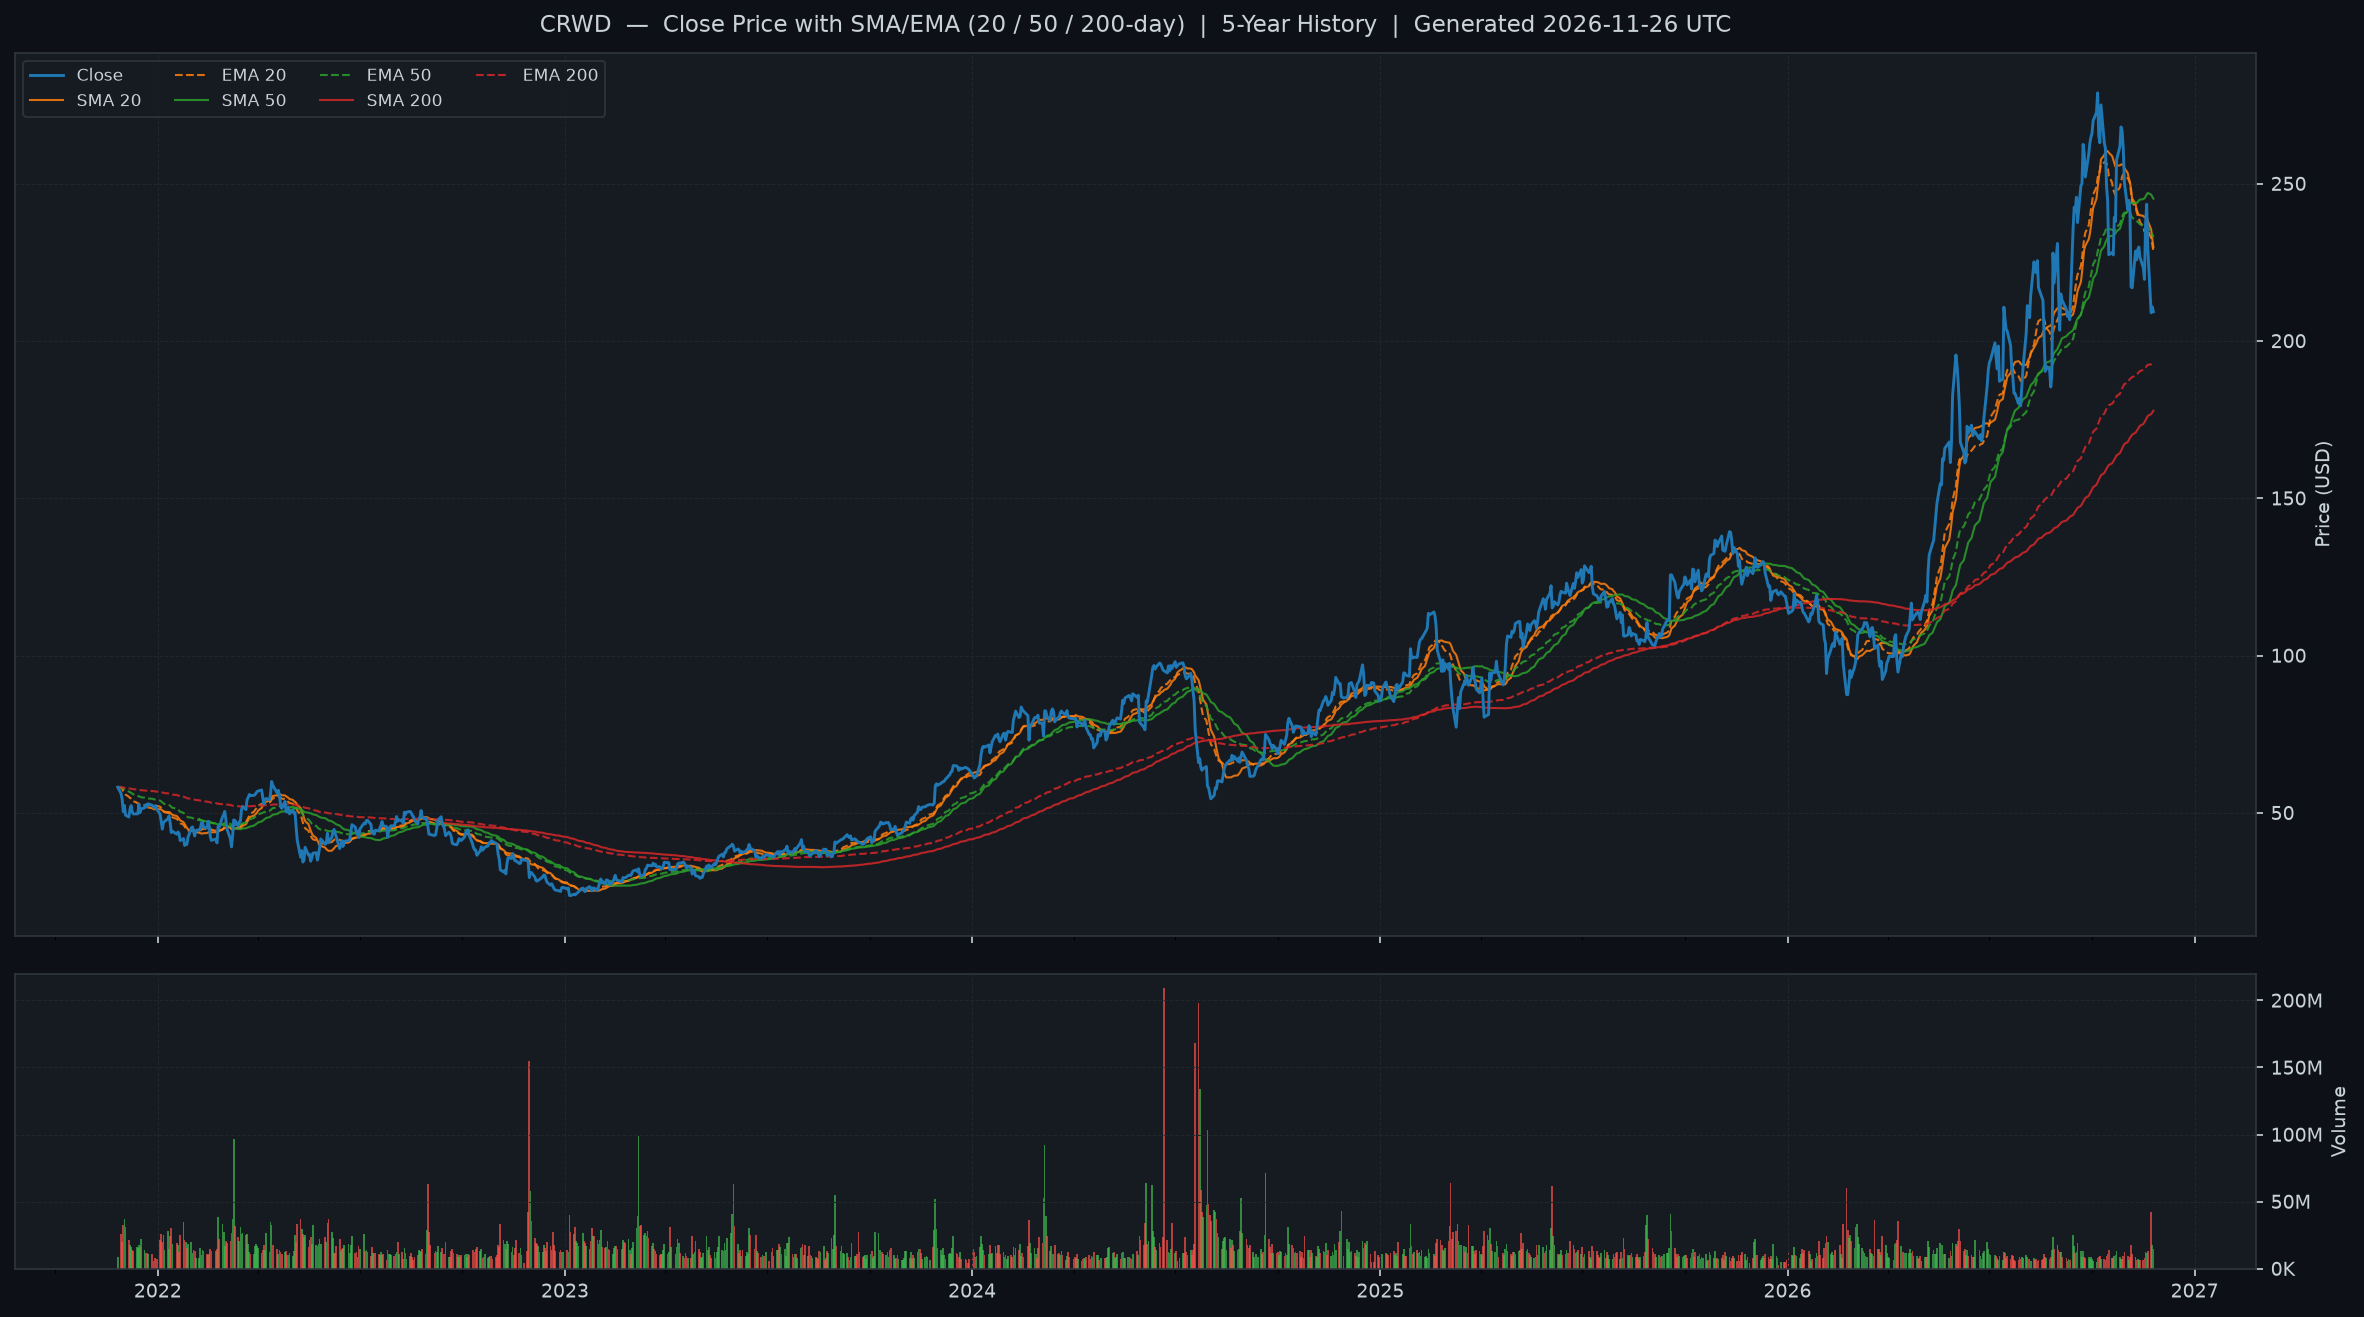 CRWD — Close Price with SMA/EMA (20 / 50 / 200-day) | 5-Year History | Generated 2026-11-26 UTC
Close EMA 20 EMA 50 EMA 200
SMA 20 SMA 50 SMA 200
250
200
150
100
50
Price (USD)
200M
150M
100M
50M
0K
Volume
2022 2023 2024 2025 2026 2027